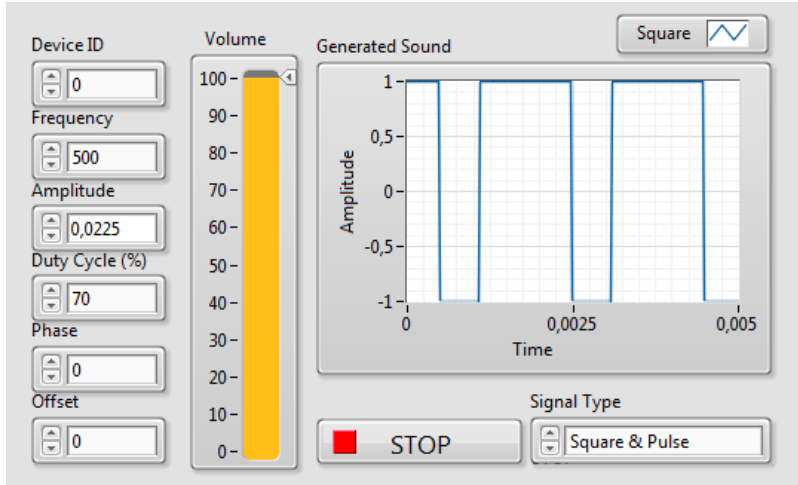 Device ID
0
Frequency
500
Amplitude
0,0225
Duty Cycle (%)
70
Phase
0
Offset
0
Volume
100
90
80
70
60
50
40
30
20
10
0
Generated Sound
Square
Amplitude
1
0,5
0
-0,5
-1
0 0,0025 0,005
Time
STOP
Signal Type
Square & Pulse